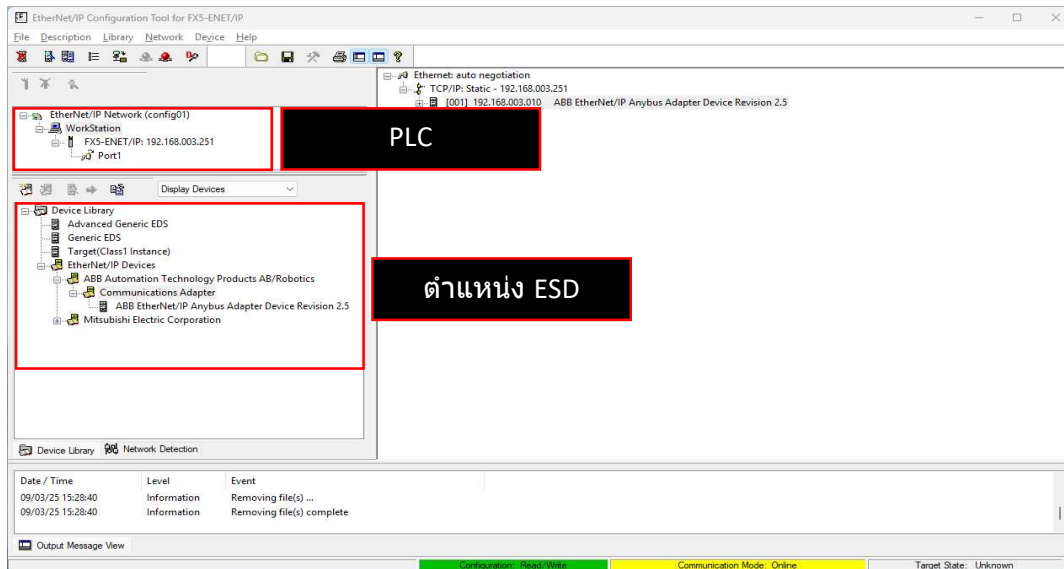 EtherNet/IP Configuration Tool for FX5-ENET/IP
File Description Library Network Device Help
EtherNet/IP Network (config01)
WorkStation
FX5-ENET/IP: 192.168.003.251
Port1
PLC
Ethernet: auto negotiation
TCP/IP: Static - 192.168.003.251
[001] 192.168.003.010 ABB EtherNet/IP Anybus Adapter Device Revision 2.5
Display Devices
Device Library
Advanced Generic EDS
Generic EDS
Target(Class1 Instance)
EtherNet/IP Devices
ABB Automation Technology Products AB/Robotics
Communications Adapter
ABB EtherNet/IP Anybus Adapter Device Revision 2.5
Mitsubishi Electric Corporation
ตำแหน่ง ESD
Device Library Network Detection
Date / Time Level Event
09/03/25 15:28:40 Information Removing file(s) ...
09/03/25 15:28:40 Information Removing file(s) complete
Output Message View
Configuration: Read/Write Communication Mode: Online Target State: Unknown